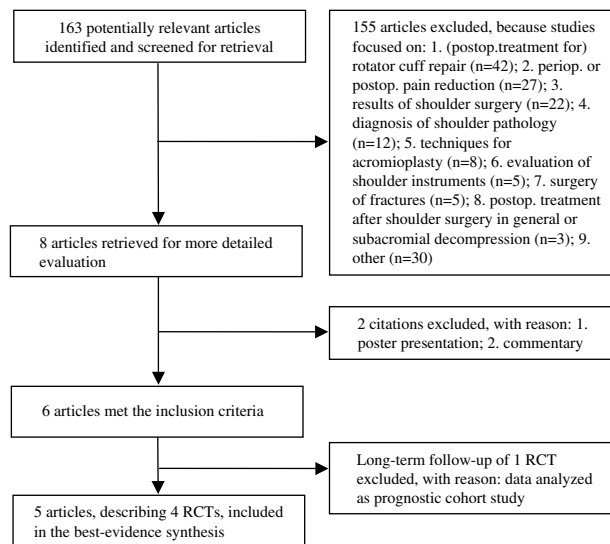 163 potentially relevant articles
identified and screened for retrieval
155 articles excluded, because studies
focused on: 1. (postop.treatment for)
rotator cuff repair (n=42); 2. periop. or
postop. pain reduction (n=27); 3.
results of shoulder surgery (n=22); 4.
diagnosis of shoulder pathology
(n=12); 5. techniques for
acromioplasty (n=8); 6. evaluation of
shoulder instruments (n=5); 7. surgery
of fractures (n=5); 8. postop. treatment
after shoulder surgery in general or
subacromial decompression (n=3); 9.
other (n=30)
8 articles retrieved for more detailed
evaluation
2 citations excluded, with reason: 1.
poster presentation; 2. commentary
6 articles met the inclusion criteria
Long-term follow-up of 1 RCT
excluded, with reason: data analyzed
as prognostic cohort study
5 articles, describing 4 RCTs, included
in the best-evidence synthesis